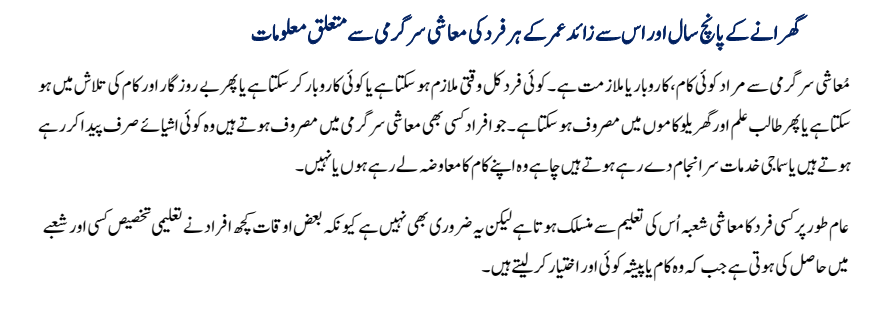 گھرانے کے پانچ سال اور اس سے زائد عمر کے ہر فرد کی معاشی سرگرمی سے متعلق معلومات
مُعاشی سرگرمی سے مراد کوئی کام، کاروبار یا ملازمت ہے۔ کوئی فرد کل وقتی ملازم ہو سکتا ہے یا کوئی کاروبار کر سکتا ہے یا پھر بے روز گار اور کام کی تلاش میں ہو
سکتا ہے یا پھر طالب علم اور گھریلو کاموں میں مصروف ہو سکتا ہے۔ جو افراد کسی بھی معاشی سرگرمی میں مصروف ہوتے ہیں وہ کوئی اشیائے صرف پیدا کر رہے
ہوتے ہیں یا سماجی خدمات سرانجام دے رہے ہوتے ہیں چاہے وہ اپنے کام کا معاوضہ لے رہے ہوں یا نہیں۔
عام طور پر کسی فرد کا معاشی شعبہ اُس کی تعلیم سے منسلک ہوتا ہے لیکن یہ ضروری بھی نہیں ہے کیونکہ بعض اوقات کچھ افراد نے تعلیمی تخصیص کسی اور شعبے
میں حاصل کی ہوتی ہے جب کہ وہ کام یا پیشہ کوئی اور اختیار کر لیتے ہیں۔